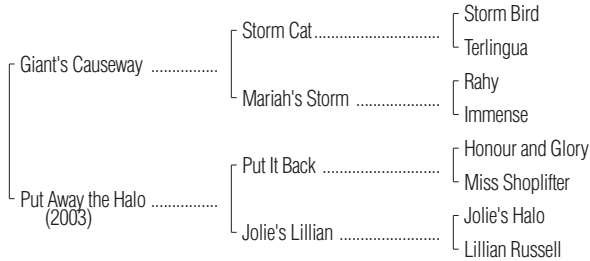 Storm Bird
Storm Cat
Terlingua
Giant's Causeway
Rahy
Mariah's Storm
Immense
Honour and Glory
Put It Back
Miss Shoplifter
Put Away the Halo
(2003)
Jolie's Halo
Jolie's Lillian
Lillian Russell